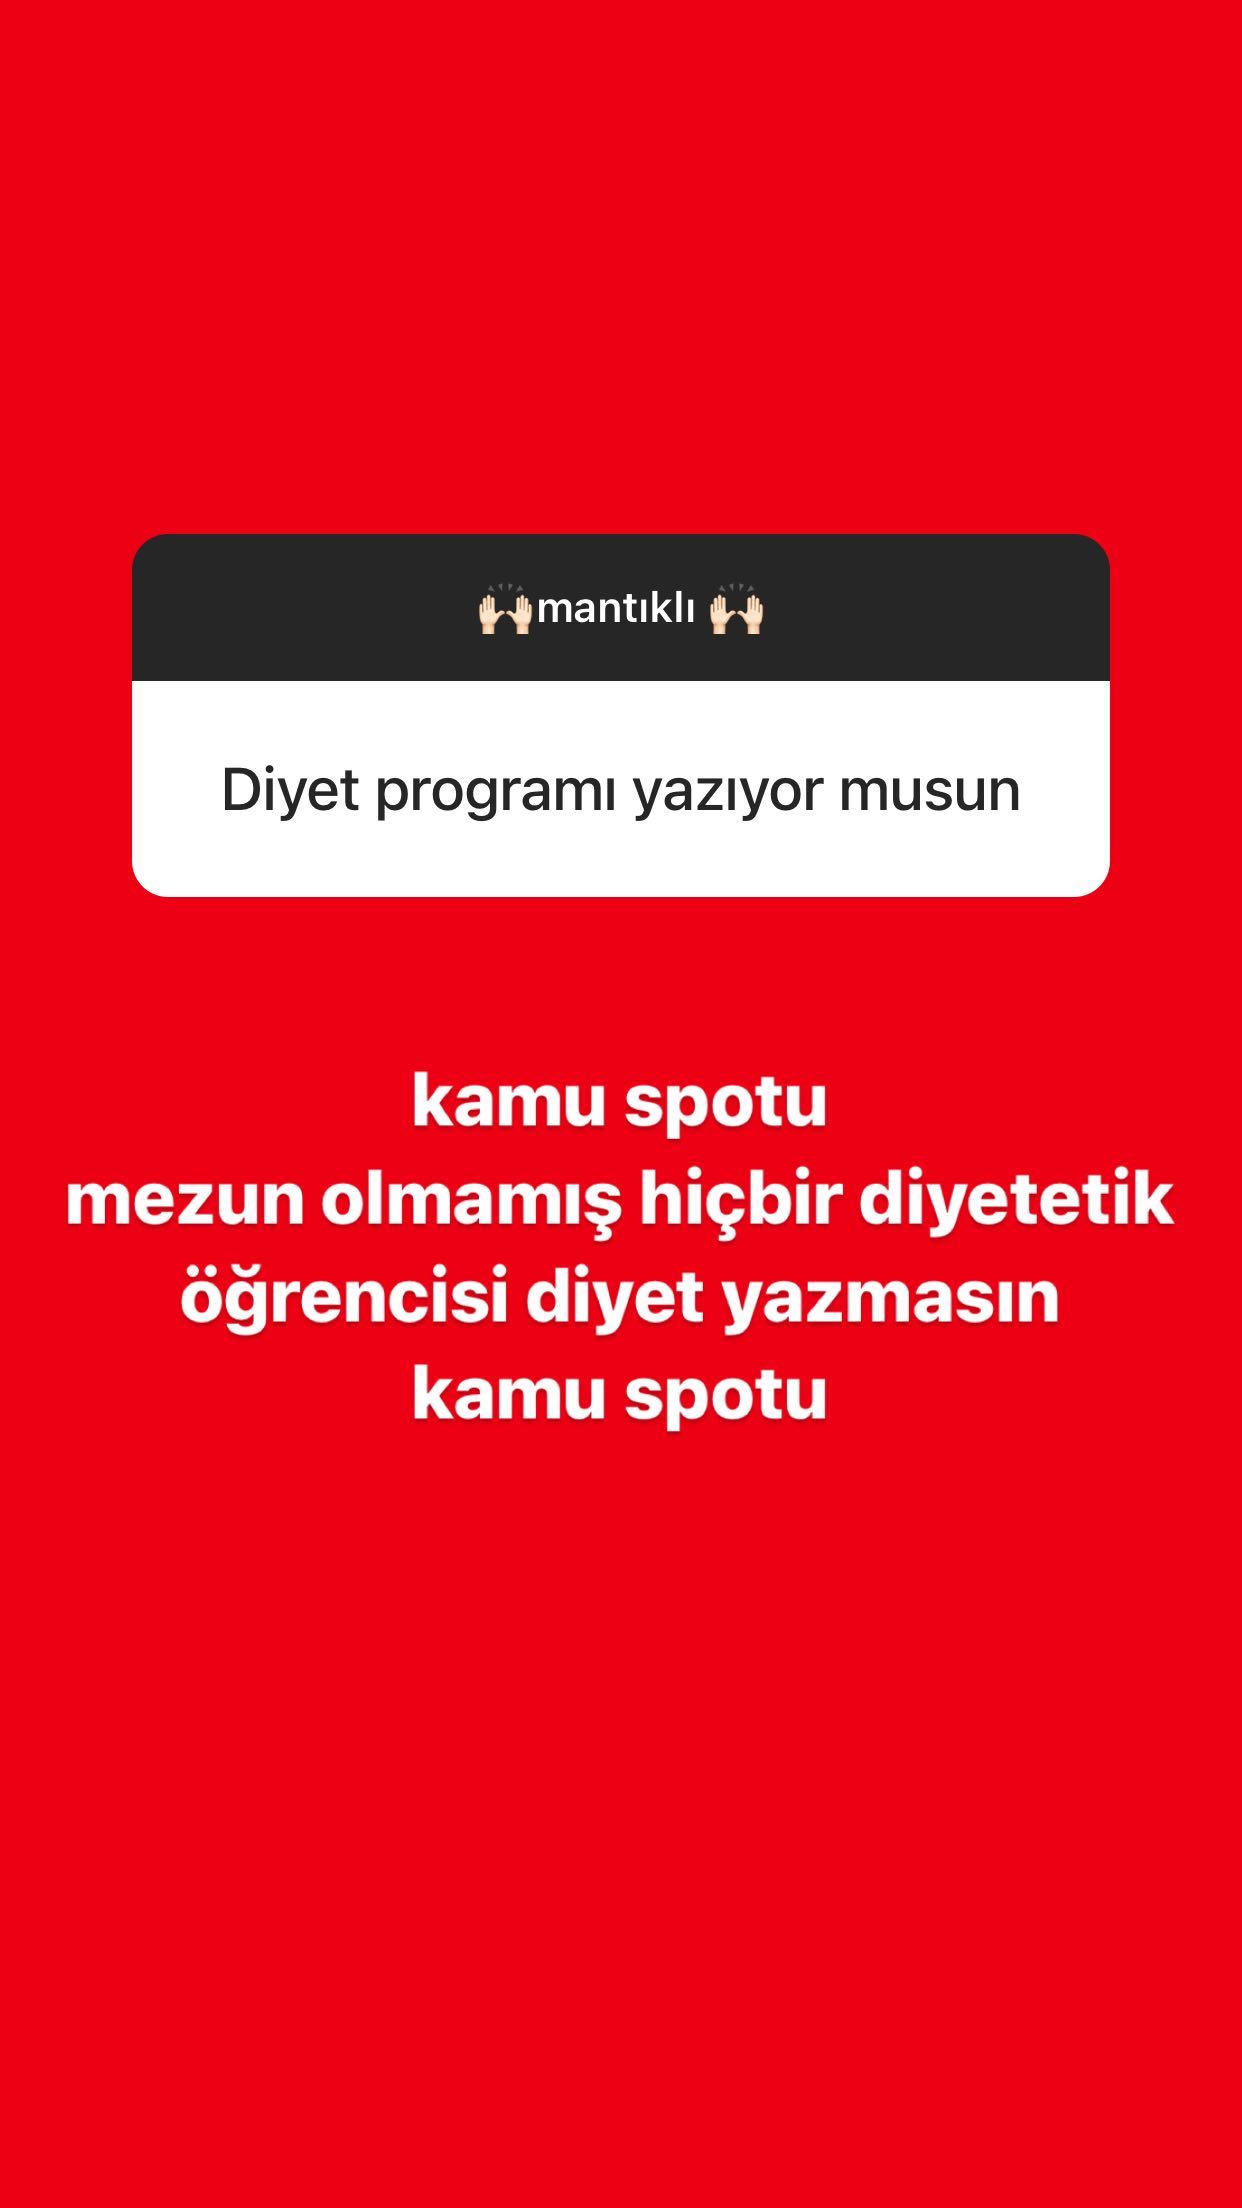 🙌🏻mantıklı 🙌🏻
Diyet programı yazıyor musun
kamu spotu
mezun olmamış hiçbir diyetetik
öğrencisi diyet yazmasın
kamu spotu